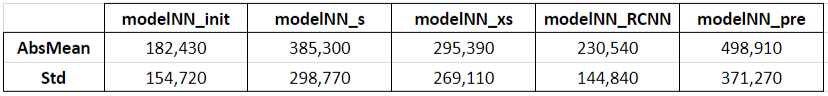 modelNN_init modelNN_s modelNN_xs modelNN_RCNN modelNN_pre
AbsMean 182,430 385,300 295,390 230,540 498,910
Std 154,720 298,770 269,110 144,840 371,270